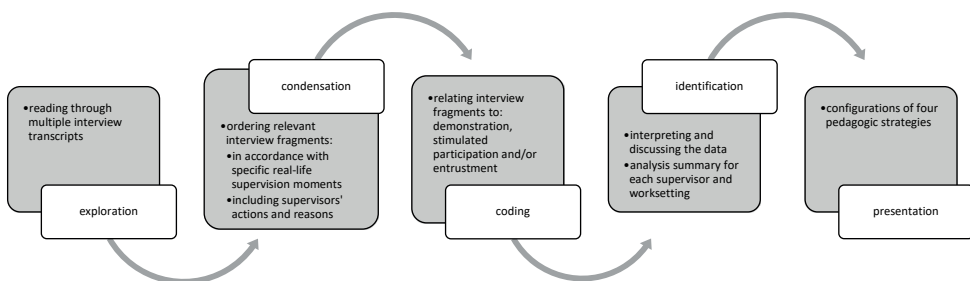 •reading through
multiple interview
transcripts
exploration
condensation
•ordering relevant
interview fragments:
•in accordance with
specific real-life
supervision moments
•including supervisors'
actions and reasons
•relating interview
fragments to:
demonstration,
stimulated
participation and/or
entrustment
coding
identification
•interpreting and
discussing the data
•analysis summary for
each supervisor and
worksetting
•configurations of four
pedagogic strategies
presentation